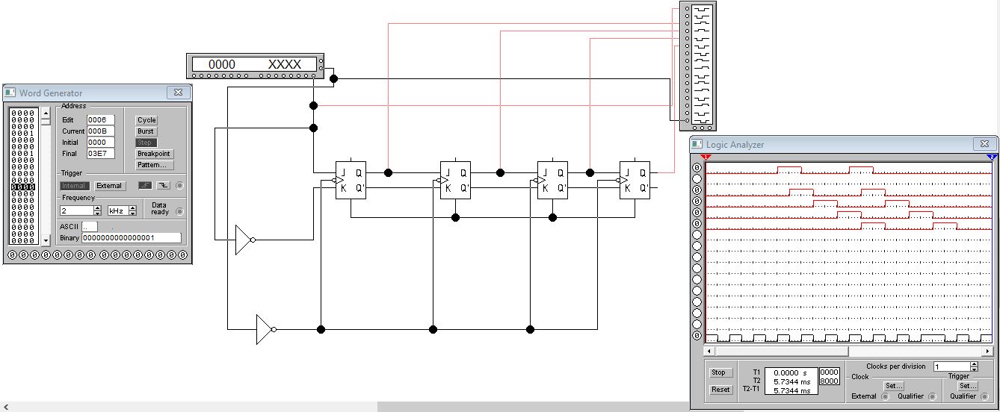 0000 XXXX
Word Generator
0000
0000
0000
0001
0000
0000
0001
0000
0000
0000
0000
0000
0000
0000
0000
0000
0000
0000
0000
Address
Edit 0006
Current 000B
Initial 0000
Final 03E7
Cycle
Burst
Step
Breakpoint
Pattern...
Trigger
Internal External
Frequency
2 kHz
Data ready
ASCII ..
Binary 0000000000000001
0 0 0 0 0 0 0 0 0 0 0 0 0 0 0 0
J Q
K Q'
J Q
K Q'
J Q
K Q'
J Q
K Q'
Logic Analyzer
1 2
0
0
0
0
0
0
Stop
Reset
T1 0.0000 s 0000
T2 5.7344 ms 8000
T2-T1 5.7344 ms
Clocks per division 1
Clock
Set...
External Qualifier
Trigger
Set...
Qualifier